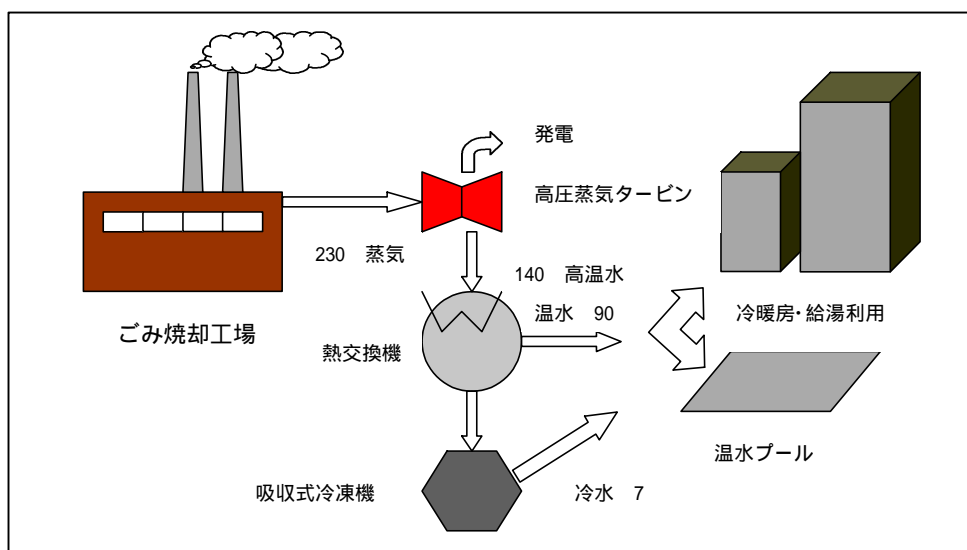 発電
高圧蒸気タービン
230 蒸気
140 高温水
温水 90
冷暖房・給湯利用
ごみ焼却工場
熱交換機
温水プール
吸収式冷凍機
冷水 7